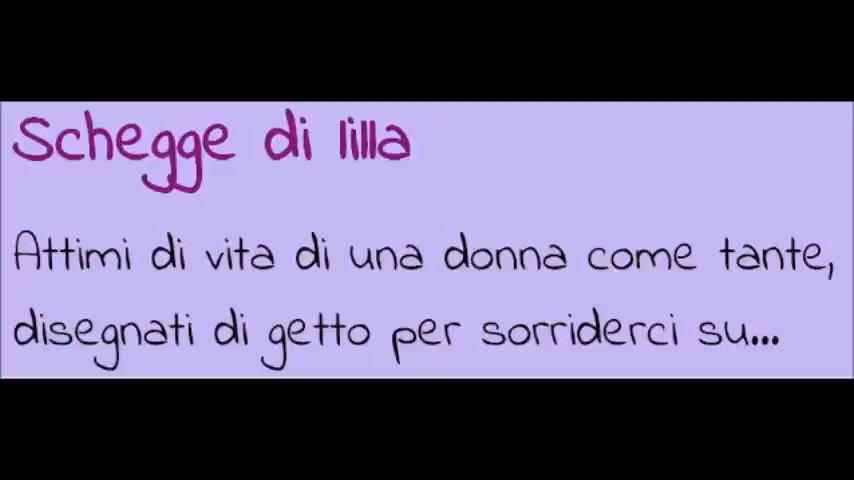 Schegge di lilla
Attimi di vita di una donna come tante,
disegnati di getto per sorriderci su...